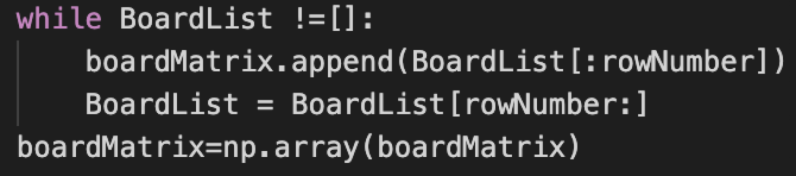 while BoardList !=[]:
    boardMatrix.append(BoardList[:rowNumber])
    BoardList = BoardList[rowNumber:]
boardMatrix=np.array(boardMatrix)